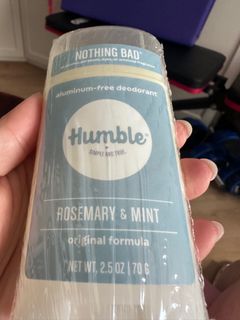 NOTHING BAD
aluminum-free deodorant
Humble
SIMPLE AND TRUE.
ROSEMARY & MINT
original formula
NET WT. 2.5 OZ | 70 G